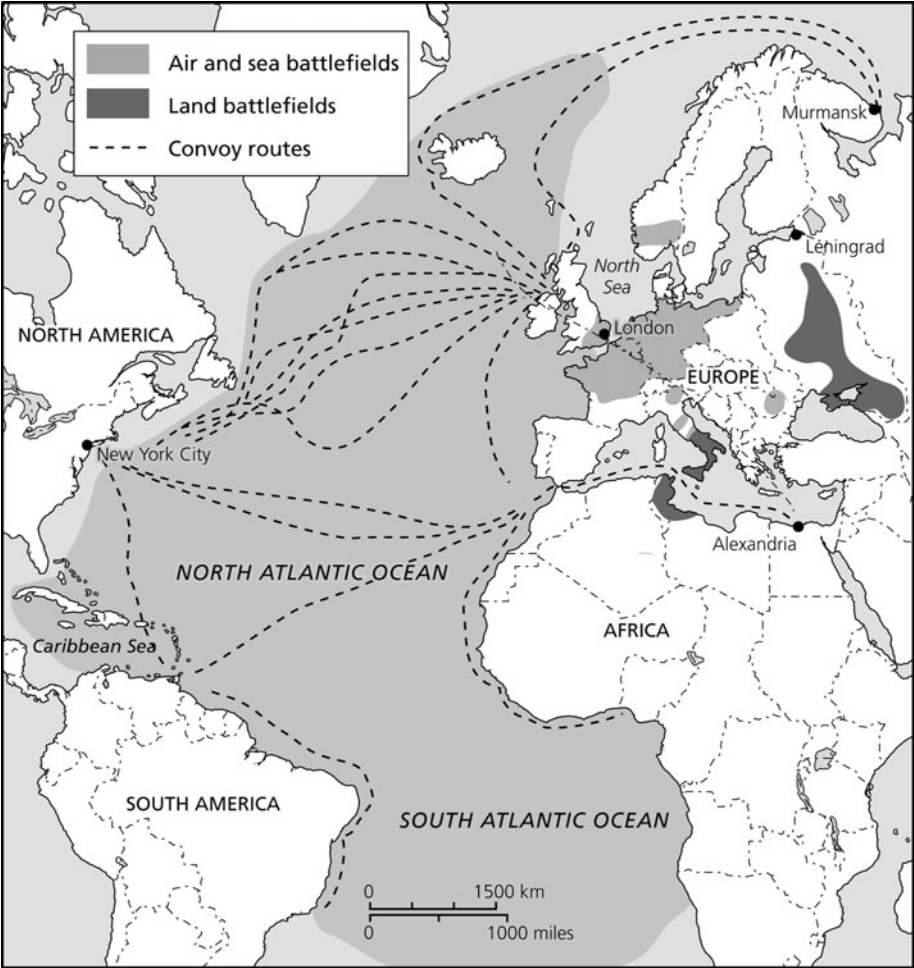 Air and sea battlefields
Land battlefields
Convoy routes
Murmansk
Leningrad
North
Sea
London
NORTH AMERICA
EUROPE
New York City
Alexandria
NORTH ATLANTIC OCEAN
AFRICA
Caribbean Sea
SOUTH AMERICA
SOUTH ATLANTIC OCEAN
0 1500 km
0 1000 miles